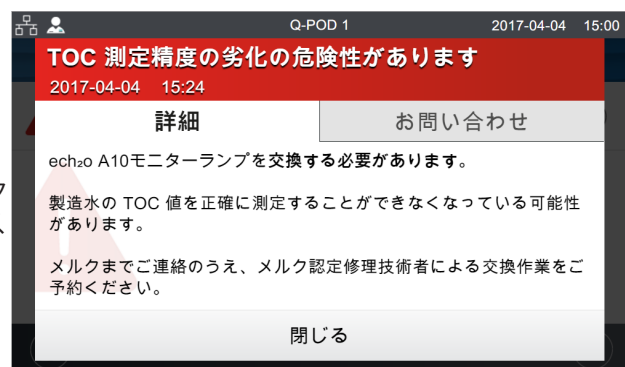 Q-POD 1
2017-04-04 15:00
TOC 測定精度の劣化の危険性があります
2017-04-04 15:24
詳細
お問い合わせ
ech₂o A10モニターランプを交換する必要があります。
製造水の TOC 値を正確に測定することができなくなっている可能性
があります。
メルクまでご連絡のうえ、メルク認定修理技術者による交換作業をご
予約ください。
閉じる